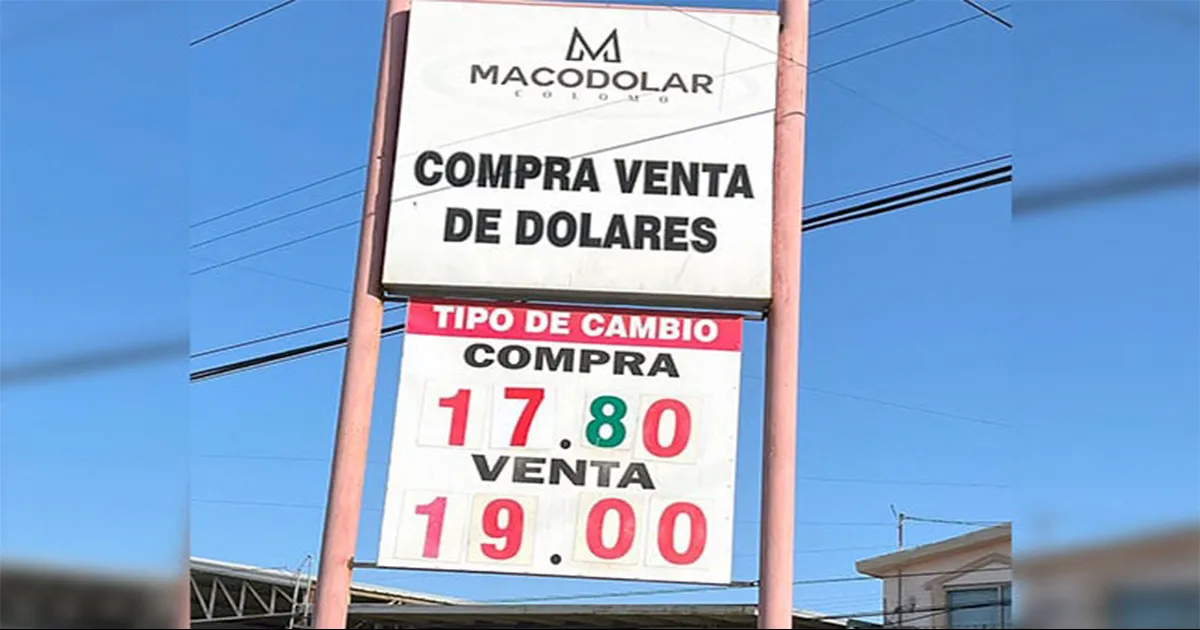 M
MACODOLAR
COLOMO
COMPRA VENTA
DE DOLARES
TIPO DE CAMBIO
COMPRA
17.80
VENTA
19.00